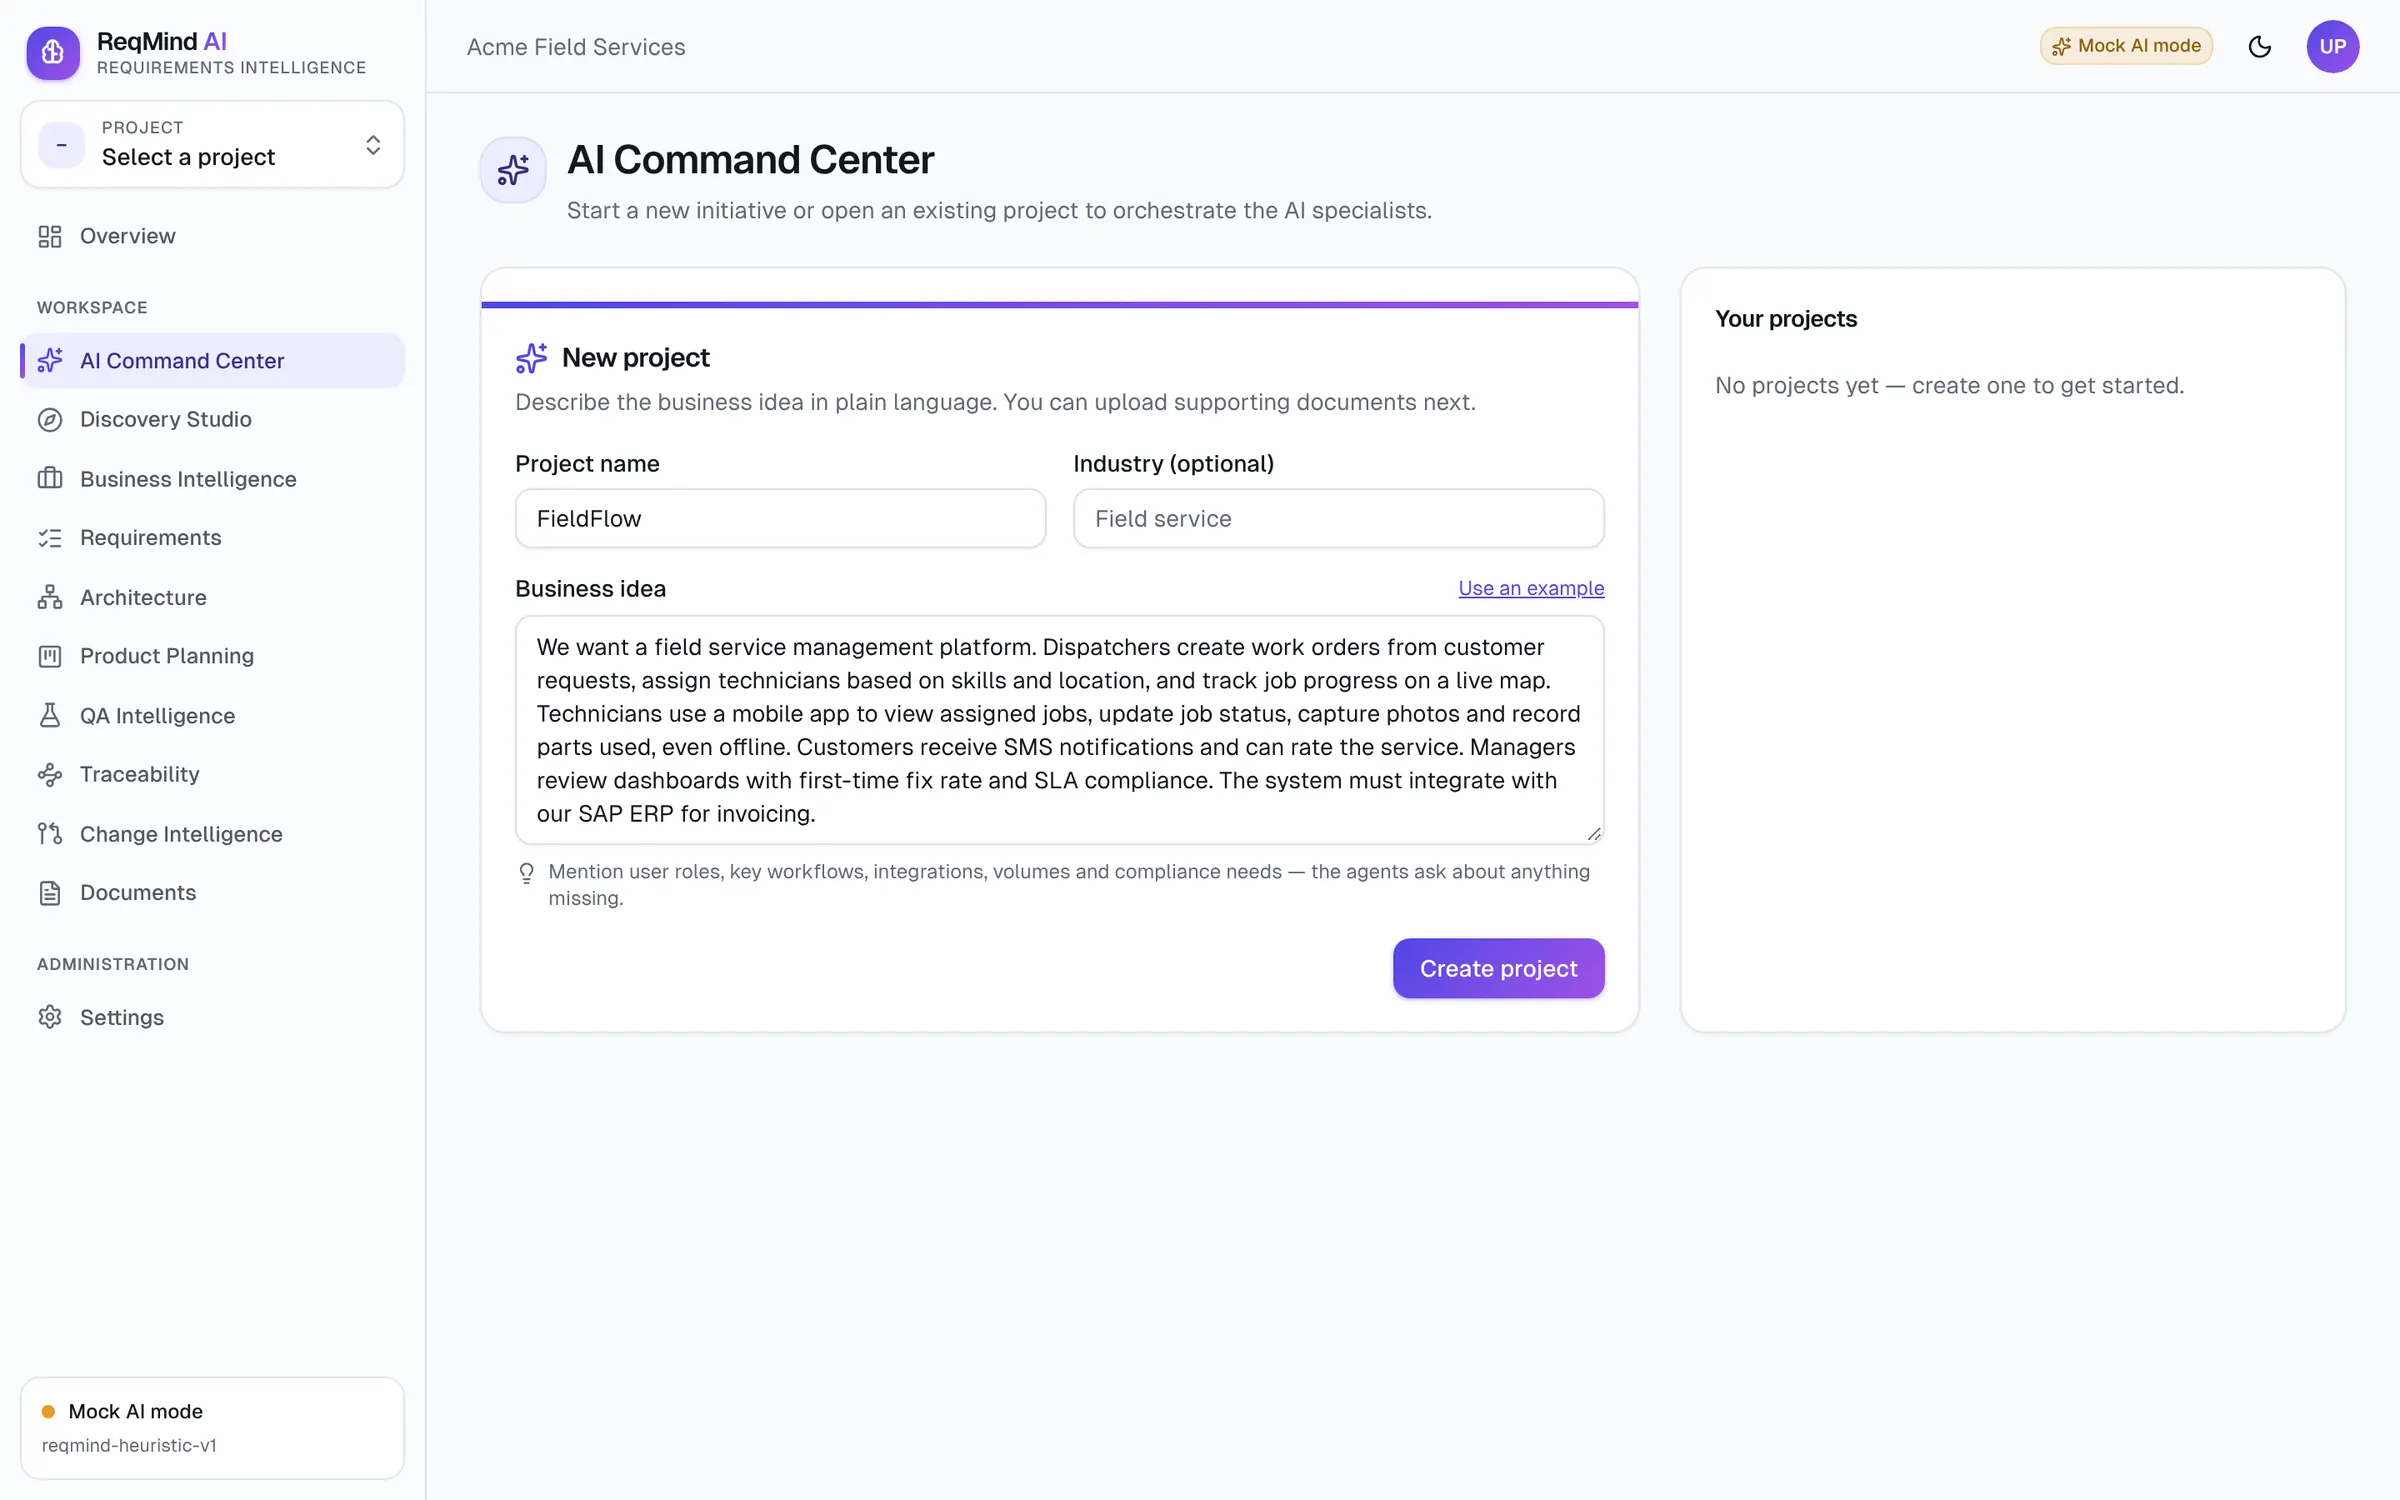 ReqMind AI
REQUIREMENTS INTELLIGENCE
PROJECT
-
Select a project
Overview
WORKSPACE
AI Command Center
Discovery Studio
Business Intelligence
Requirements
Architecture
Product Planning
QA Intelligence
Traceability
Change Intelligence
Documents
ADMINISTRATION
Settings
Mock AI mode
reqmind-heuristic-v1
Acme Field Services
Mock AI mode
UP
AI Command Center
Start a new initiative or open an existing project to orchestrate the AI specialists.
New project
Describe the business idea in plain language. You can upload supporting documents next.
Project name
FieldFlow
Industry (optional)
Field service
Business idea
Use an example
We want a field service management platform. Dispatchers create work orders from customer
requests, assign technicians based on skills and location, and track job progress on a live map.
Technicians use a mobile app to view assigned jobs, update job status, capture photos and record
parts used, even offline. Customers receive SMS notifications and can rate the service. Managers
review dashboards with first-time fix rate and SLA compliance. The system must integrate with
our SAP ERP for invoicing.
Mention user roles, key workflows, integrations, volumes and compliance needs — the agents ask about anything
missing.
Create project
Your projects
No projects yet — create one to get started.